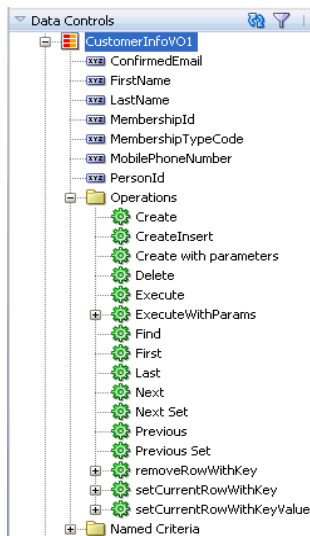 Data Controls
CustomerInfoVO1
ConfirmedEmail
FirstName
LastName
MembershipId
MembershipTypeCode
MobilePhoneNumber
PersonId
Operations
Create
CreateInsert
Create with parameters
Delete
Execute
ExecuteWithParams
Find
First
Last
Next
Next Set
Previous
Previous Set
removeRowWithKey
setCurrentRowWithKey
setCurrentRowWithKeyValue
Named Criteria